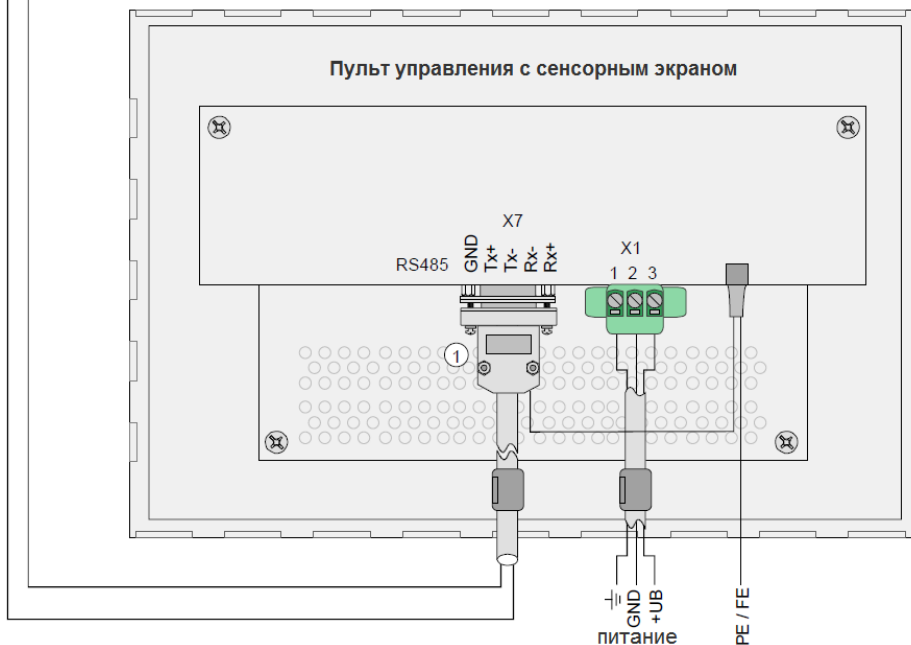 Пульт управления с сенсорным экраном
X7
RS485
GND
Tx+
Tx-
Rx-
Rx+
X1
1 2 3
1
GND
+UB
питание
PE / FE